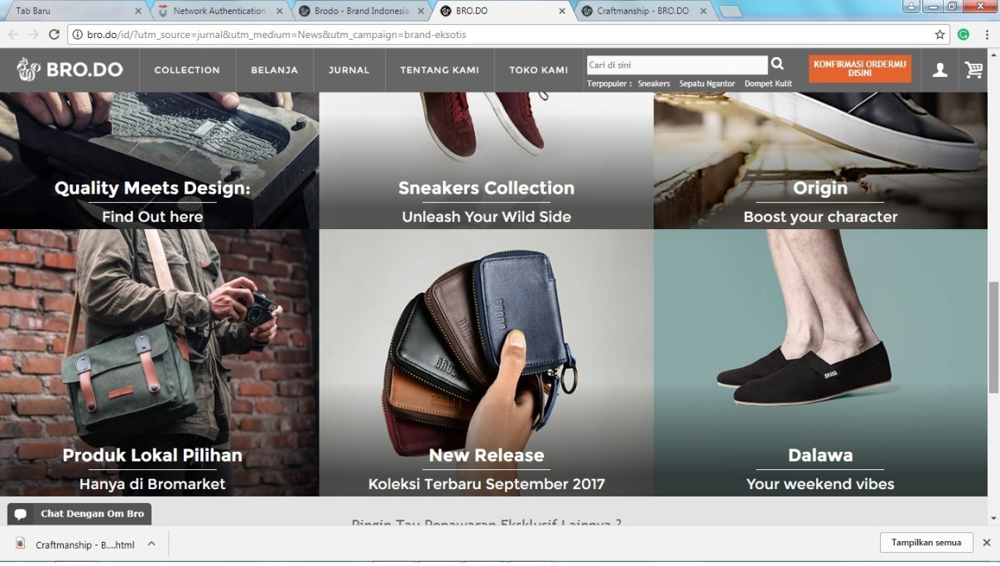 Tab Baru
Network Authentication
Brodo - Brand Indonesia
BRO.DO
Craftmanship - BRO.DO
bro.do/id/?utm_source=jurnal&utm_medium=News&utm_campaign=brand-eksotis
BRO.DO
COLLECTION
BELANJA
JURNAL
TENTANG KAMI
TOKO KAMI
Cari di sini
Terpopuler : Sneakers Sepatu Ngantor Dompet Kulit
KONFIRMASI ORDERMU
DISINI
Quality Meets Design:
Find Out here
Sneakers Collection
Unleash Your Wild Side
Origin
Boost your character
BRODO
BRODO
BRODO
BRODO
Produk Lokal Pilihan
Hanya di Bromarket
New Release
Koleksi Terbaru September 2017
Dalawa
Your weekend vibes
Chat Dengan Om Bro
Pingin Tau Penawaran Eksklusif Lainnya ?
Craftmanship - B....html
Tampilkan semua